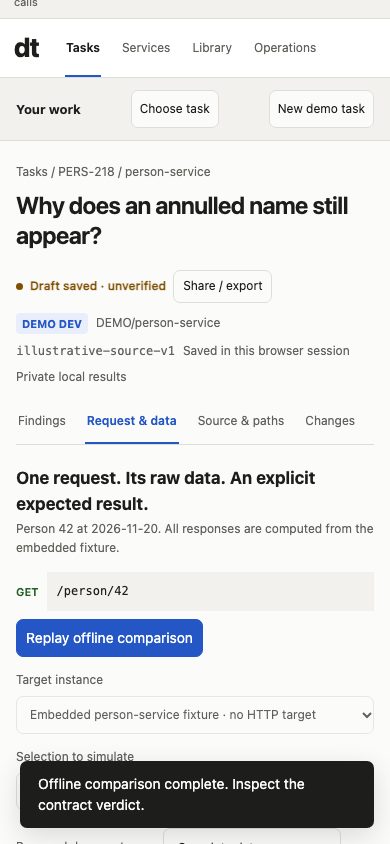 calls
dt Tasks Services Library Operations
Your work Choose task New demo task
Tasks / PERS-218 / person-service
Why does an annulled name still
appear?
Draft saved · unverified Share / export
DEMO DEV DEMO/person-service
illustrative-source-v1 Saved in this browser session
Private local results
Findings Request & data Source & paths Changes
One request. Its raw data. An explicit
expected result.
Person 42 at 2026-11-20. All responses are computed from the
embedded fixture.
GET /person/42
Replay offline comparison
Target instance
Embedded person-service fixture · no HTTP target
Selection to simulate
Offline comparison complete. Inspect the
contract verdict.